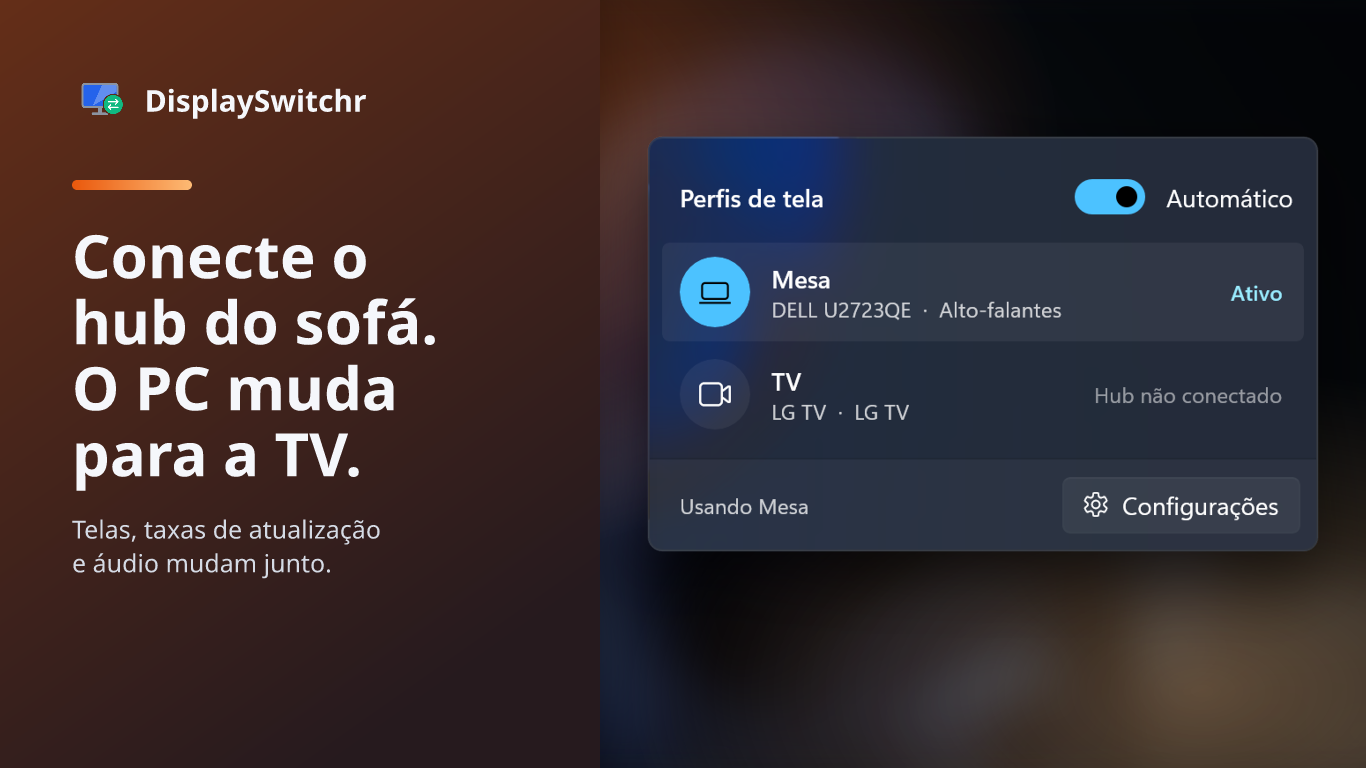 DisplaySwitchr
Conecte o
hub do sofá.
O PC muda
para a TV.
Telas, taxas de atualização
e áudio mudam junto.
Perfis de tela
Automático
Mesa
DELL U2723QE · Alto-falantes
Ativo
TV
LG TV · LG TV
Hub não conectado
Usando Mesa
Configurações